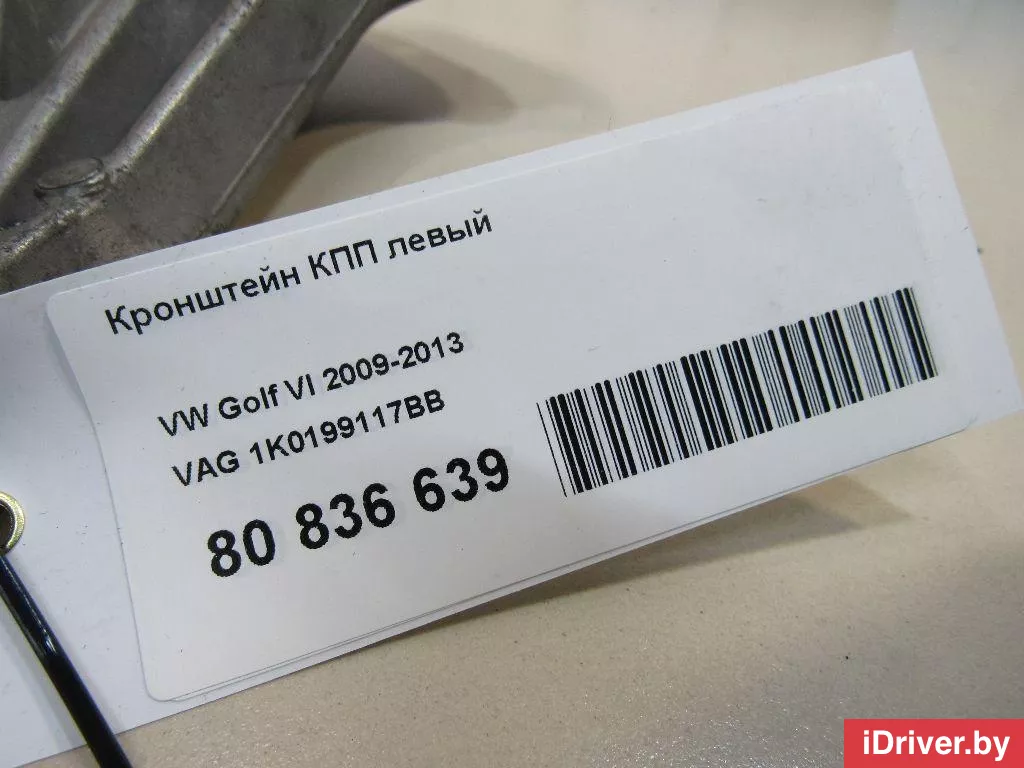 Кронштейн КПП левый
VW Golf VI 2009-2013
VAG 1K0199117BB
80 836 639
iDriver.by